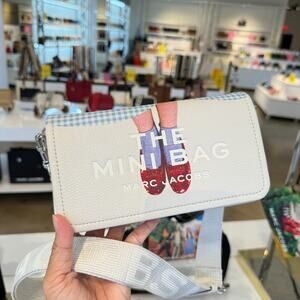 THE
MINI BAG
MARC JACOBS